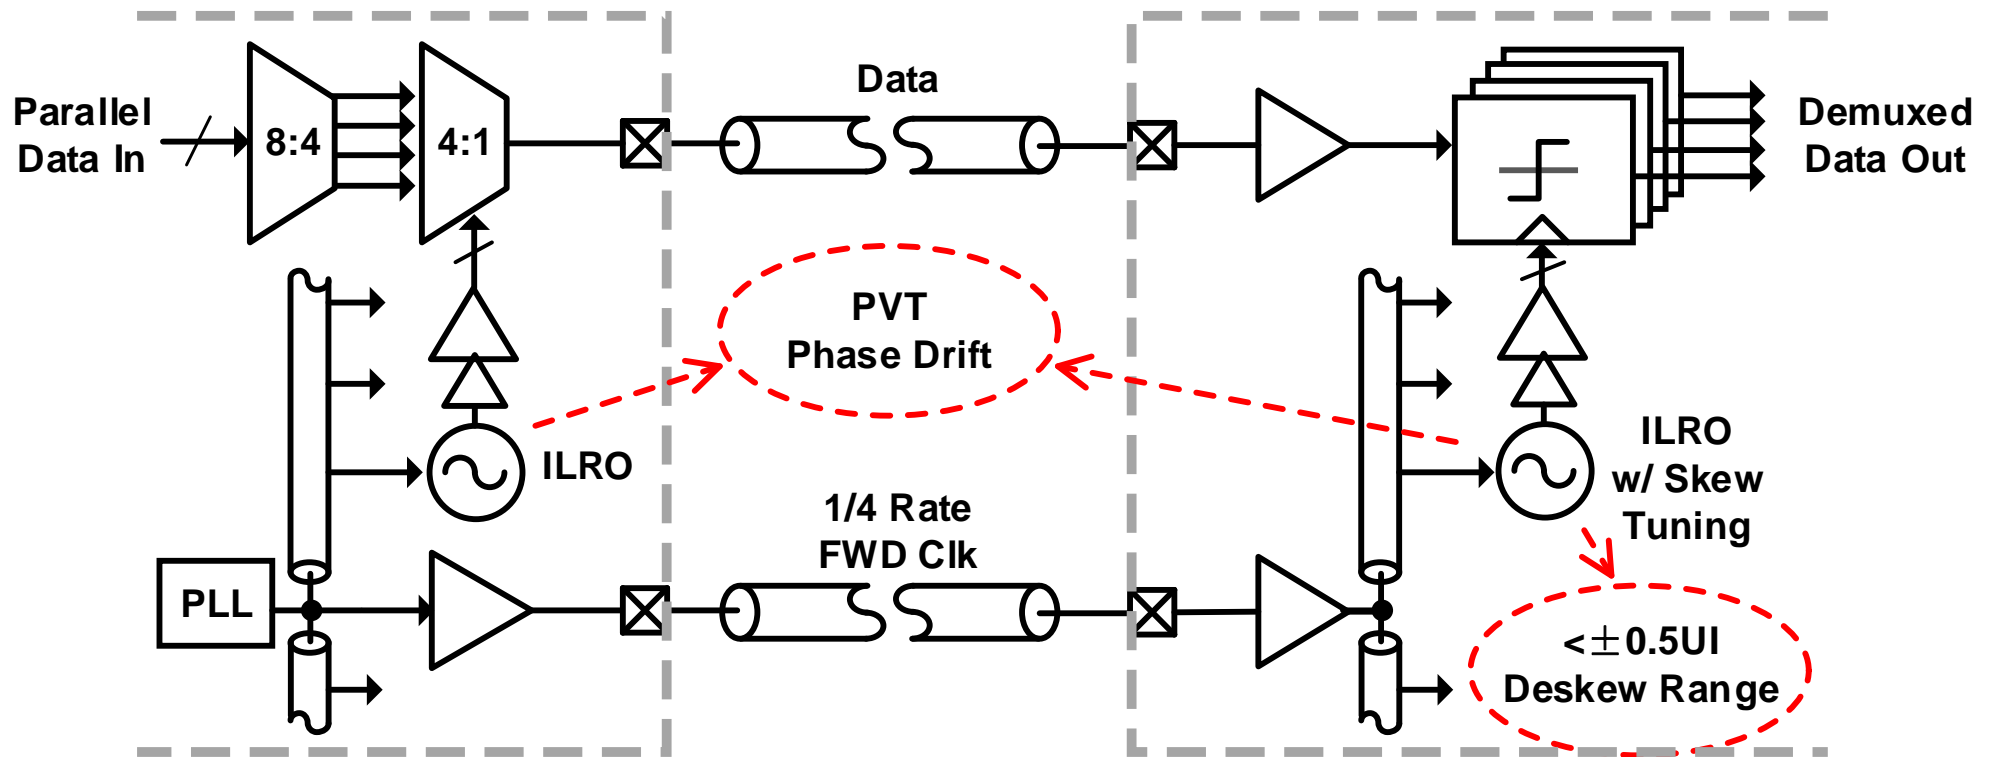 Parallel
Data In
8:4
4:1
Data
Demuxed
Data Out
PVT
Phase Drift
ILRO
ILRO
w/ Skew
Tuning
1/4 Rate
FWD Clk
PLL
<±0.5UI
Deskew Range